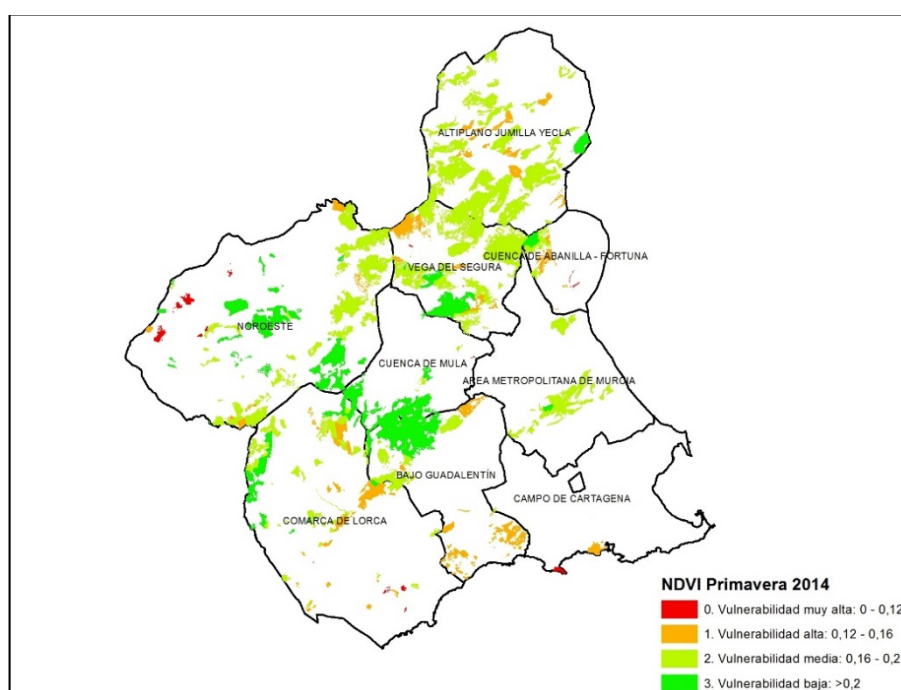 ALTIPLANO JUMILLA YECLA
CUENCA DE ABANILLA - FORTUNA
VEGA DEL SEGURA
NOROESTE
CUENCA DE MULA
AREA METROPOLITANA DE MURCIA
BAJO GUADALENTÍN
CAMPO DE CARTAGENA
COMARCA DE LORCA
NDVI Primavera 2014
0. Vulnerabilidad muy alta: 0 - 0,12
1. Vulnerabilidad alta: 0,12 - 0,16
2. Vulnerabilidad media: 0,16 - 0,2
3. Vulnerabilidad baja: >0,2